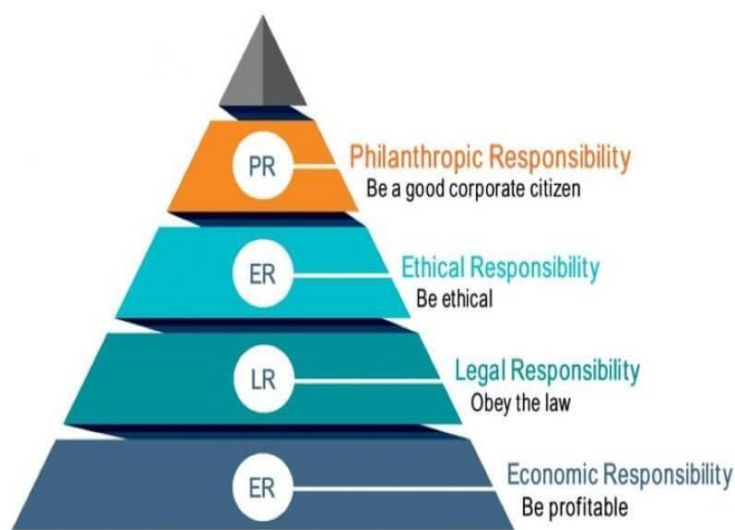 PR
Philanthropic Responsibility
Be a good corporate citizen
ER
Ethical Responsibility
Be ethical
LR
Legal Responsibility
Obey the law
ER
Economic Responsibility
Be profitable